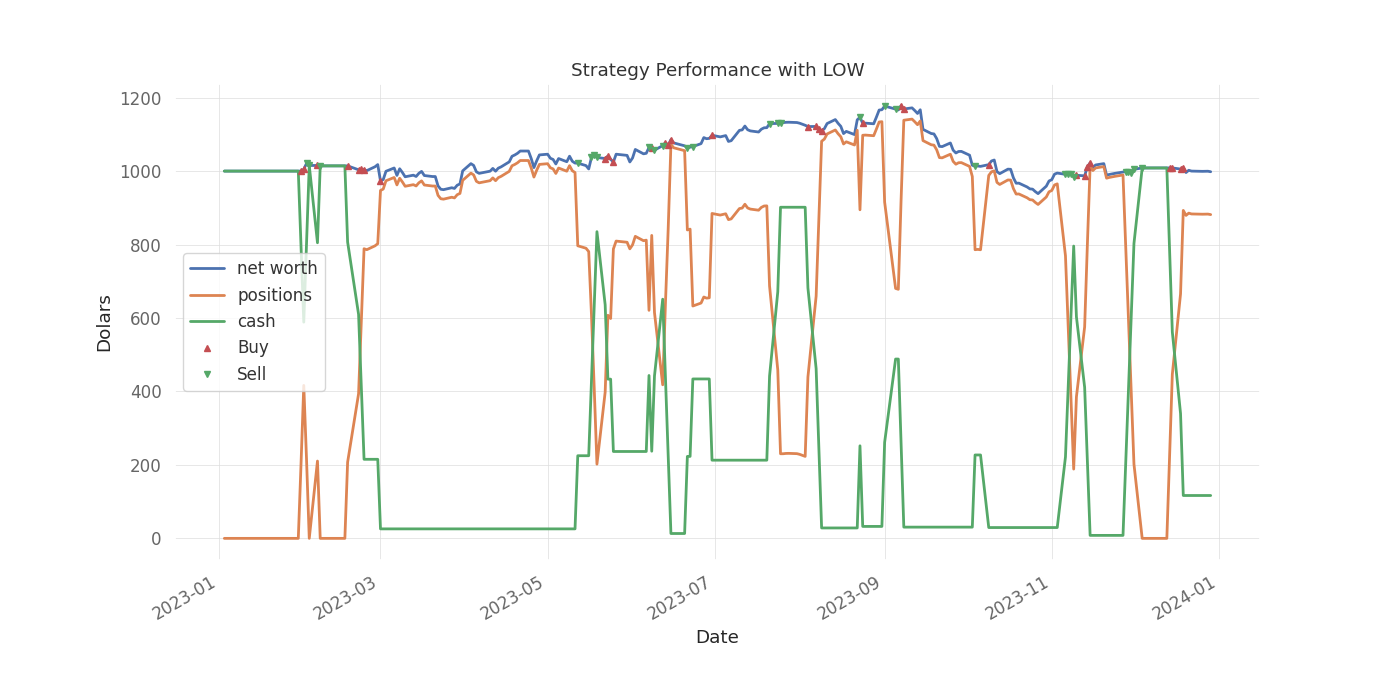 Strategy Performance with LOW
1200
1000
800
600
400
200
0
Dolars
net worth
positions
cash
Buy
Sell
2023-01
2023-03
2023-05
2023-07
2023-09
2023-11
2024-01
Date